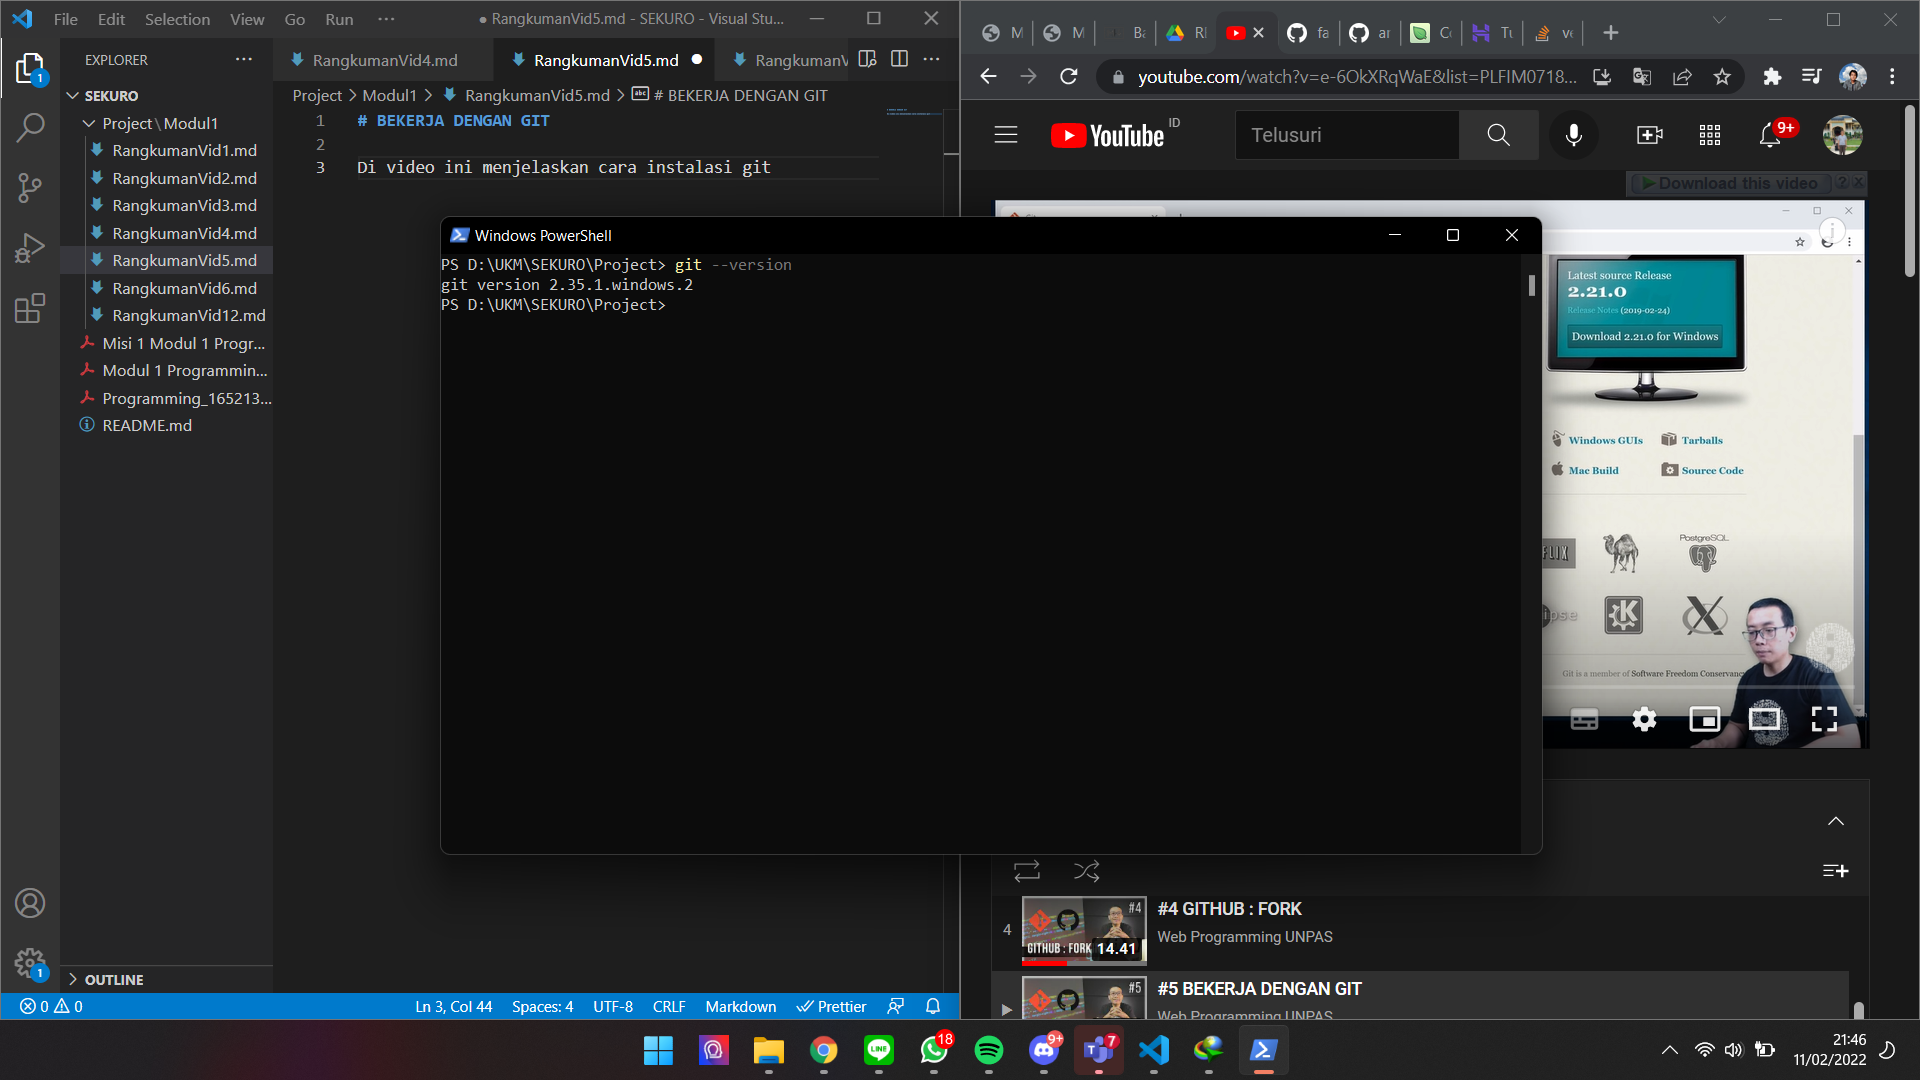 File Edit Selection View Go Run ··· ● RangkumanVid5.md - SEKURO - Visual Stu...
EXPLORER ···
SEKURO
Project\Modul1
RangkumanVid1.md
RangkumanVid2.md
RangkumanVid3.md
RangkumanVid4.md
RangkumanVid5.md
RangkumanVid6.md
RangkumanVid12.md
Misi 1 Modul 1 Progr...
Modul 1 Programmin...
Programming_165213...
README.md
OUTLINE
1
1
RangkumanVid4.md RangkumanVid5.md ● RangkumanV
Project > Modul1 > RangkumanVid5.md > # BEKERJA DENGAN GIT
1 # BEKERJA DENGAN GIT
2
3 Di video ini menjelaskan cara instalasi git
0 0 Ln 3, Col 44 Spaces: 4 UTF-8 CRLF Markdown Prettier
Windows PowerShell
PS D:\UKM\SEKURO\Project> git --version
git version 2.35.1.windows.2
PS D:\UKM\SEKURO\Project>
youtube.com/watch?v=e-6OkXRqWaE&list=PLFIM0718...
YouTube ID
Telusuri
9+
Download this video
Latest source Release
2.21.0
Release Notes (2019-02-24)
Download 2.21.0 for Windows
Windows GUIs Tarballs
Mac Build Source Code
PostgreSQL
Git is a member of Software Freedom Conservanc
4
#4
GITHUB : FORK
14.41
#4 GITHUB : FORK
Web Programming UNPAS
#5
#5 BEKERJA DENGAN GIT
Web Programming UNPAS
LINE
18
9+
7
21:46
11/02/2022